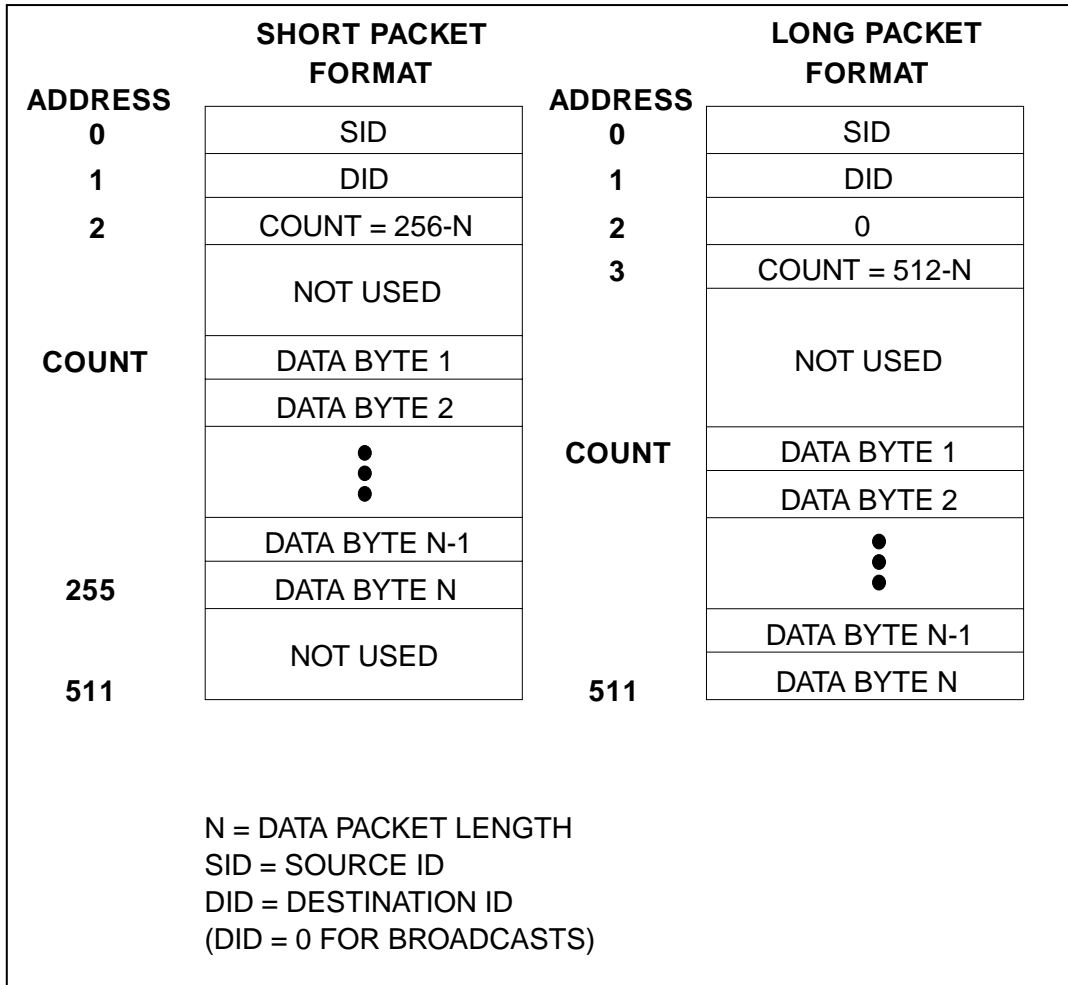 SHORT PACKET
FORMAT
ADDRESS
0
SID
1
DID
2
COUNT = 256-N
NOT USED
COUNT
DATA BYTE 1
DATA BYTE 2
DATA BYTE N-1
255
DATA BYTE N
NOT USED
511
LONG PACKET
FORMAT
ADDRESS
0
SID
1
DID
2
0
3
COUNT = 512-N
NOT USED
COUNT
DATA BYTE 1
DATA BYTE 2
DATA BYTE N-1
511
DATA BYTE N
N = DATA PACKET LENGTH
SID = SOURCE ID
DID = DESTINATION ID
(DID = 0 FOR BROADCASTS)